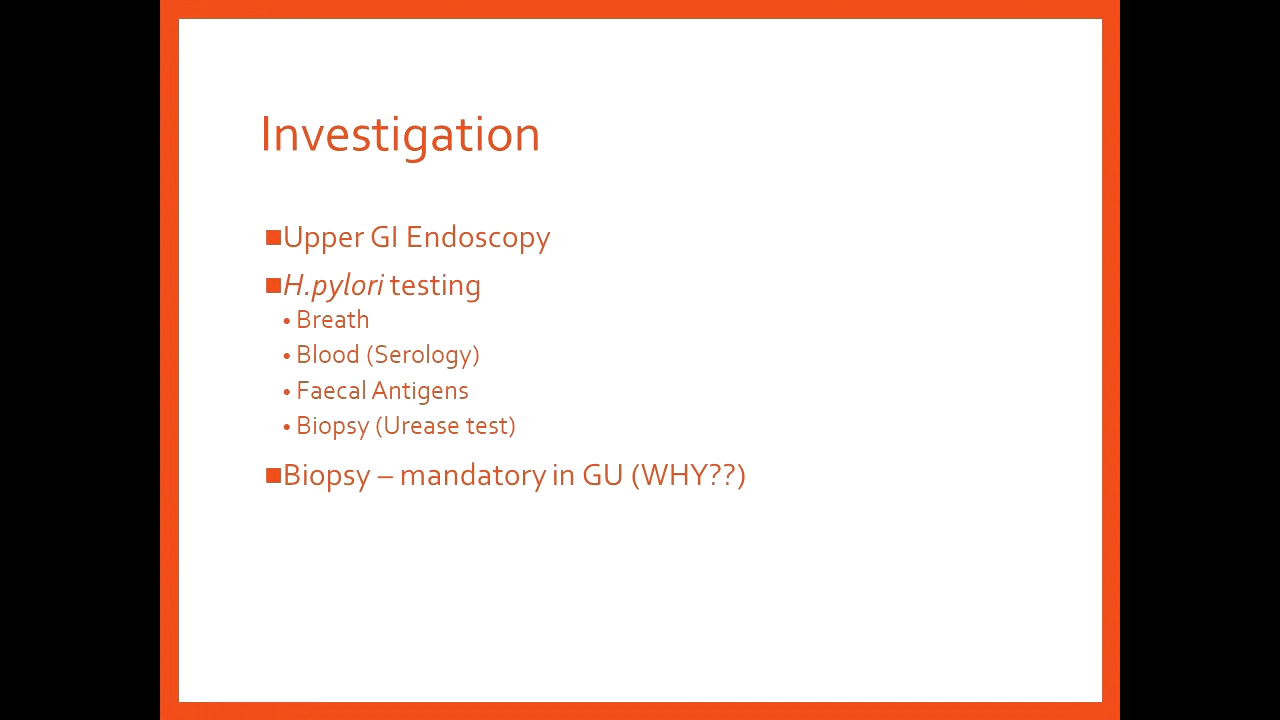 Investigation
■Upper GI Endoscopy
■H.pylori testing
• Breath
• Blood (Serology)
• Faecal Antigens
• Biopsy (Urease test)
■Biopsy – mandatory in GU (WHY??)